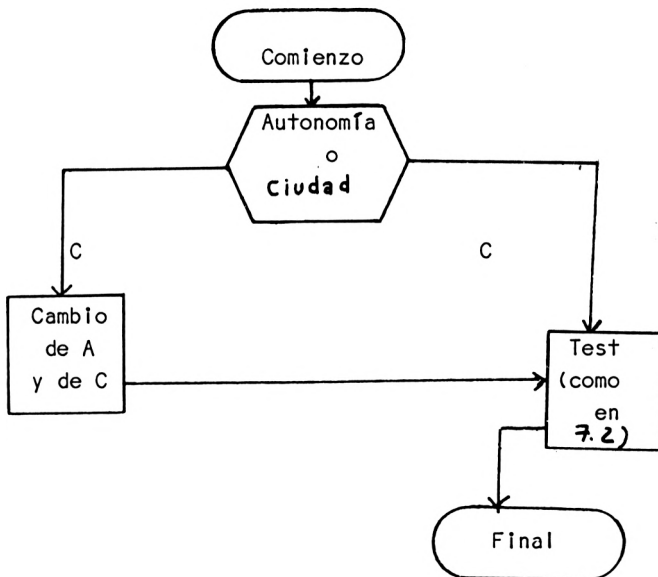 Comienzo
Autonomía
o
Ciudad
C
C
Cambio
de A
y de C
Test
(como
en
7.2)
Final